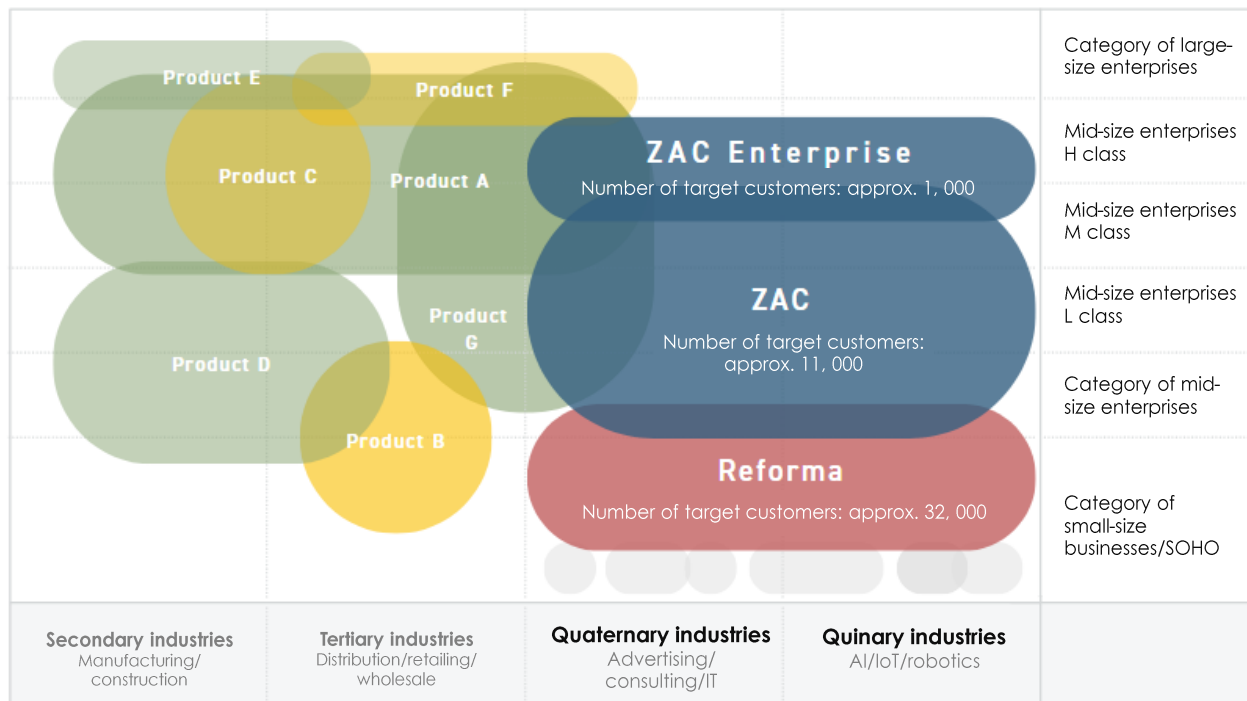 Product E
Product F
Product C
Product A
Product
G
Product D
Product B
ZAC Enterprise
Number of target customers: approx. 1, 000
ZAC
Number of target customers:
approx. 11, 000
Reforma
Number of target customers: approx. 32, 000
Category of large-
size enterprises
Mid-size enterprises
H class
Mid-size enterprises
M class
Mid-size enterprises
L class
Category of mid-
size enterprises
Category of
small-size
businesses/SOHO
Secondary industries
Manufacturing/
construction
Tertiary industries
Distribution/retailing/
wholesale
Quaternary industries
Advertising/
consulting/IT
Quinary industries
AI/IoT/robotics